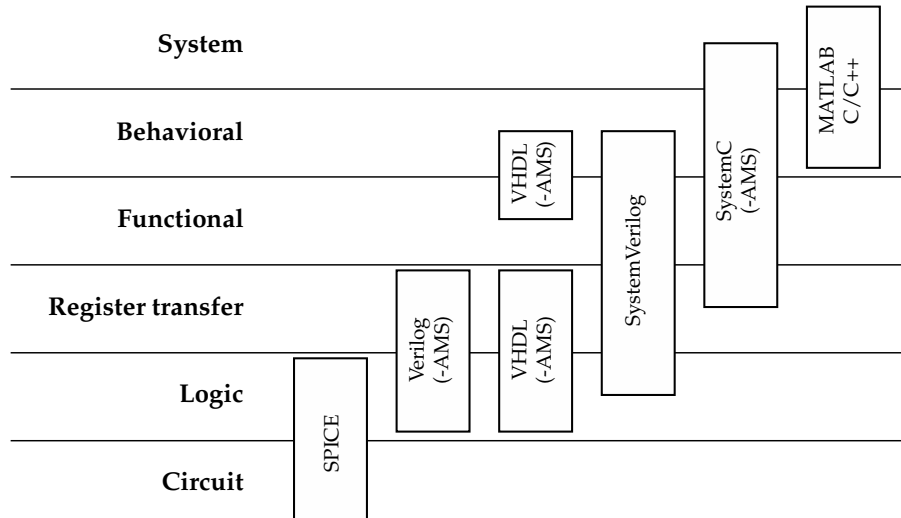 System
MATLAB
C/C++
Behavioral
VHDL
(-AMS)
SystemC
(-AMS)
Functional
SystemVerilog
Register transfer
Verilog
(-AMS)
VHDL
(-AMS)
Logic
SPICE
Circuit